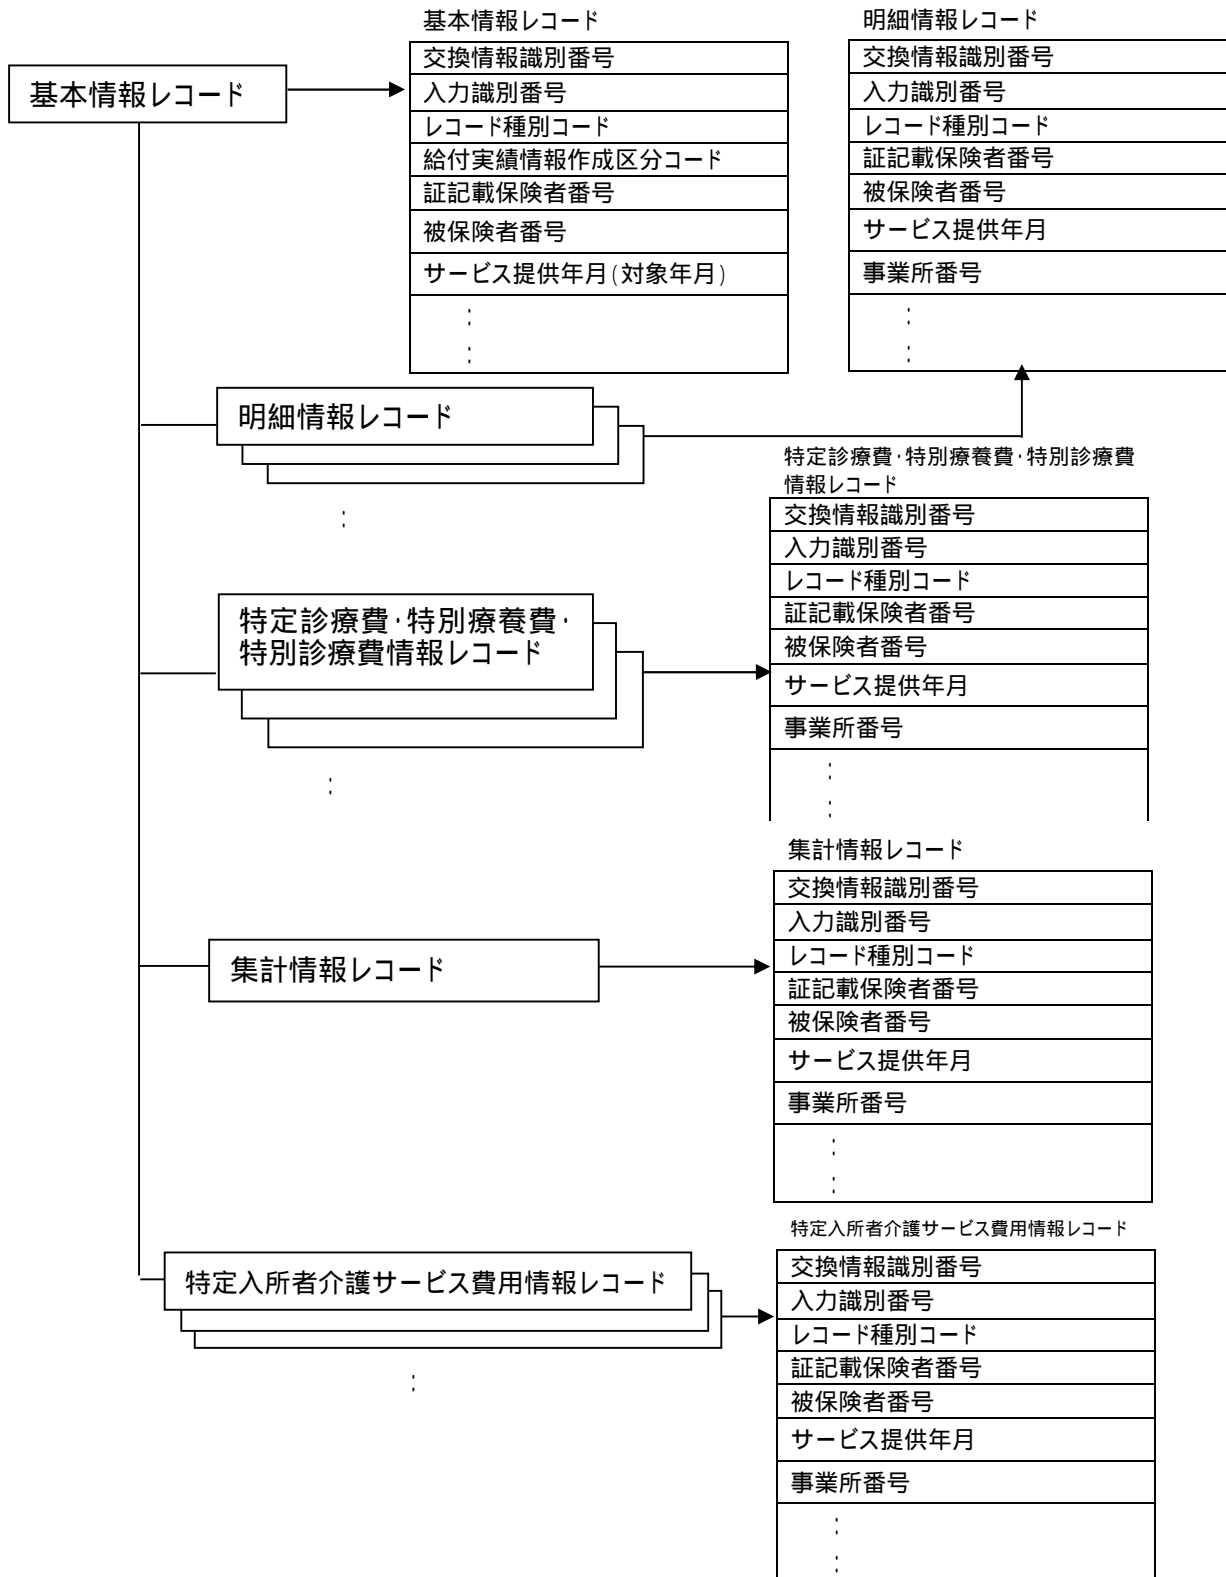 基本情報レコード
基本情報レコード
交換情報識別番号
入力識別番号
レコード種別コード
給付実績情報作成区分コード
証記載保険者番号
被保険者番号
サービス提供年月(対象年月)
:
:
明細情報レコード
交換情報識別番号
入力識別番号
レコード種別コード
証記載保険者番号
被保険者番号
サービス提供年月
事業所番号
:
:
明細情報レコード
:
特定診療費・特別療養費・特別診療費
情報レコード
交換情報識別番号
入力識別番号
レコード種別コード
証記載保険者番号
被保険者番号
サービス提供年月
事業所番号
:
:
特定診療費・特別療養費・
特別診療費情報レコード
:
集計情報レコード
交換情報識別番号
入力識別番号
レコード種別コード
証記載保険者番号
被保険者番号
サービス提供年月
事業所番号
:
:
集計情報レコード
特定入所者介護サービス費用情報レコード
交換情報識別番号
入力識別番号
レコード種別コード
証記載保険者番号
被保険者番号
サービス提供年月
事業所番号
:
:
特定入所者介護サービス費用情報レコード
: